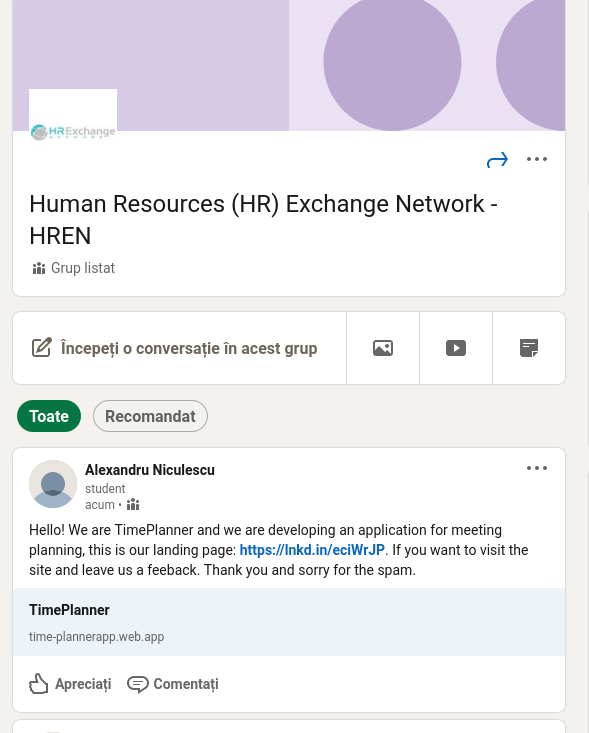 HRExchange
NETWORK
Human Resources (HR) Exchange Network -
HREN
Grup listat
Începeți o conversație în acest grup
Toate
Recomandat
Alexandru Niculescu
student
acum •
Hello! We are TimePlanner and we are developing an application for meeting
planning, this is our landing page: https://lnkd.in/eciWrJP. If you want to visit the
site and leave us a feeback. Thank you and sorry for the spam.
TimePlanner
time-plannerapp.web.app
Apreciați
Comentați